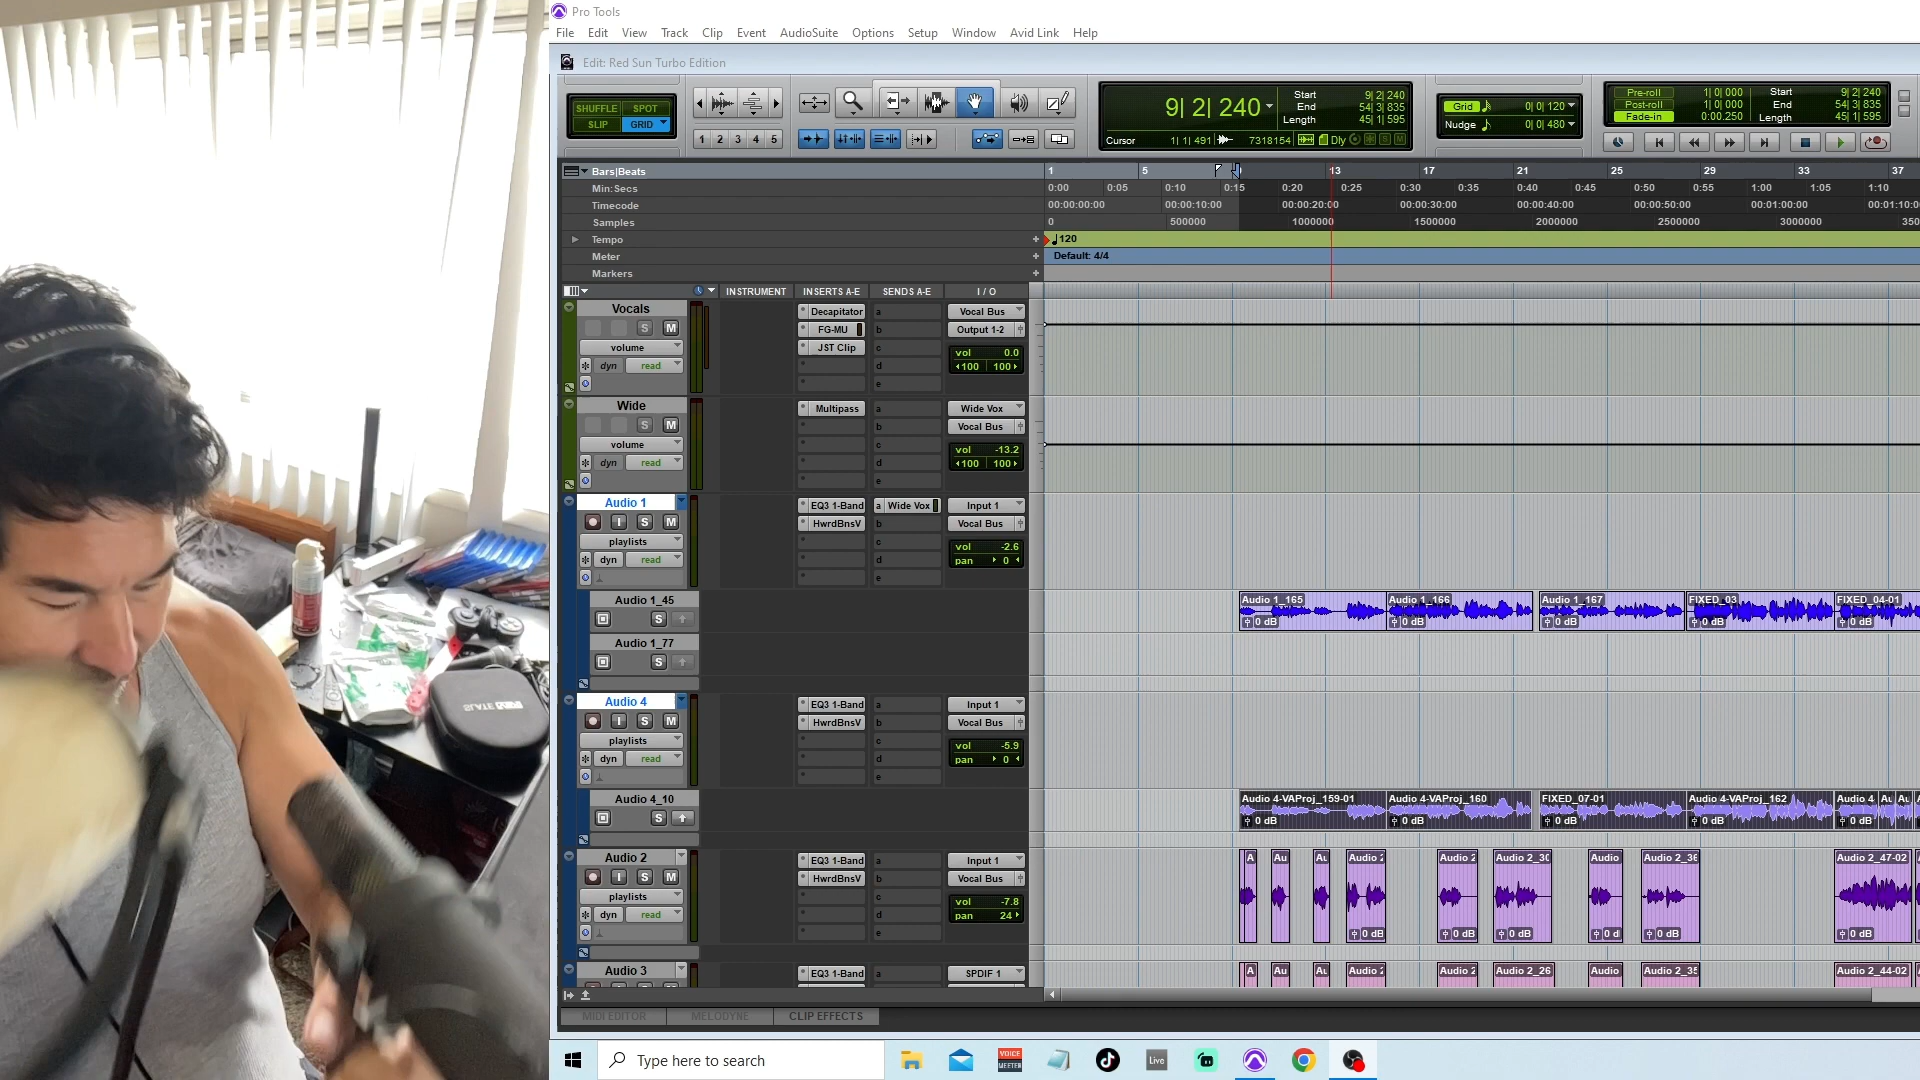 Pro Tools
File Edit View Track Clip Event AudioSuite Options Setup Window Avid Link Help
Edit: Red Sun Turbo Edition
SHUFFLE SPOT
SLIP GRID
1 2 3 4 5
9| 2| 240
Start 9| 2| 240
End 54| 3| 835
Length 45| 1| 595
Cursor 1| 1| 491 7318154 Dly
Grid 0| 0| 120
Nudge 0| 0| 480
Pre-roll 1| 0| 000
Post-roll 1| 0| 000
Fade-in 0:00.250
Start 9| 2| 240
End 54| 3| 835
Length 45| 1| 595
Bars|Beats 1 5 13 17 21 25 29 33 37
Min:Secs 0:00 0:05 0:10 0:15 0:20 0:25 0:30 0:35 0:40 0:45 0:50 0:55 1:00 1:05 1:10
Timecode 00:00:00:00 00:00:10:00 00:00:20:00 00:00:30:00 00:00:40:00 00:00:50:00 00:01:00:00 00:01:10:00
Samples 0 500000 1000000 1500000 2000000 2500000 3000000 350
Tempo + 120
Meter + Default: 4/4
Markers +
INSTRUMENT INSERTS A-E SENDS A-E I / O
Vocals Decapitator a Vocal Bus
S M FG-MU b Output 1-2
volume JST Clip c vol 0.0
dyn read d 100 100
e
Wide Multipass a Wide Vox
S M b Vocal Bus
volume c vol -13.2
dyn read d 100 100
e
Audio 1 EQ3 1-Band a Wide Vox Input 1
I S M HwrdBnsV b Vocal Bus
playlists c vol -2.6
dyn read d pan 0
e
Audio 1_45 Audio 1_165 Audio 1_166 Audio 1_167 FIXED_03 FIXED_04-01
S 0 dB 0 dB 0 dB 0 dB 0 dB
Audio 1_77
S
Audio 4 EQ3 1-Band a Input 1
I S M HwrdBnsV b Vocal Bus
playlists c vol -5.9
dyn read d pan 0
e
Audio 4_10 Audio 4-VAProj_159-01 Audio 4-VAProj_160 FIXED_07-01 Audio 4-VAProj_162 Audio 4 Au Au
S 0 dB 0 dB 0 dB 0 dB 0 dB
Audio 2 EQ3 1-Band a Input 1 A Au Au Audio 2 Audio 2 Audio 2_30 Audio Audio 2_36 Audio 2_47-02
I S M HwrdBnsV b Vocal Bus
playlists c vol -7.8
dyn read d pan 24
e 0 dB 0 dB 0 dB 0 d 0 dB 0 dB
Audio 3 EQ3 1-Band a SPDIF 1 A Au Au Audio 2 Audio 2 Audio 2_26 Audio Audio 2_35 Audio 2_44-02
MIDI EDITOR MELODYNE CLIP EFFECTS
Type here to search
VOICE
MEETER
Live